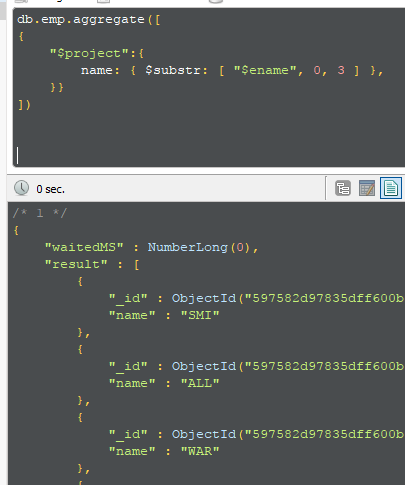 db.emp.aggregate([
{
    "$project":{
        name: { $substr: [ "$ename", 0, 3 ] },
    }}
])
0 sec.
/* 1 */
{
    "waitedMS" : NumberLong(0),
    "result" : [
        {
            "_id" : ObjectId("597582d97835dff600b
            "name" : "SMI"
        },
        {
            "_id" : ObjectId("597582d97835dff600b
            "name" : "ALL"
        },
        {
            "_id" : ObjectId("597582d97835dff600b
            "name" : "WAR"
        },
        {